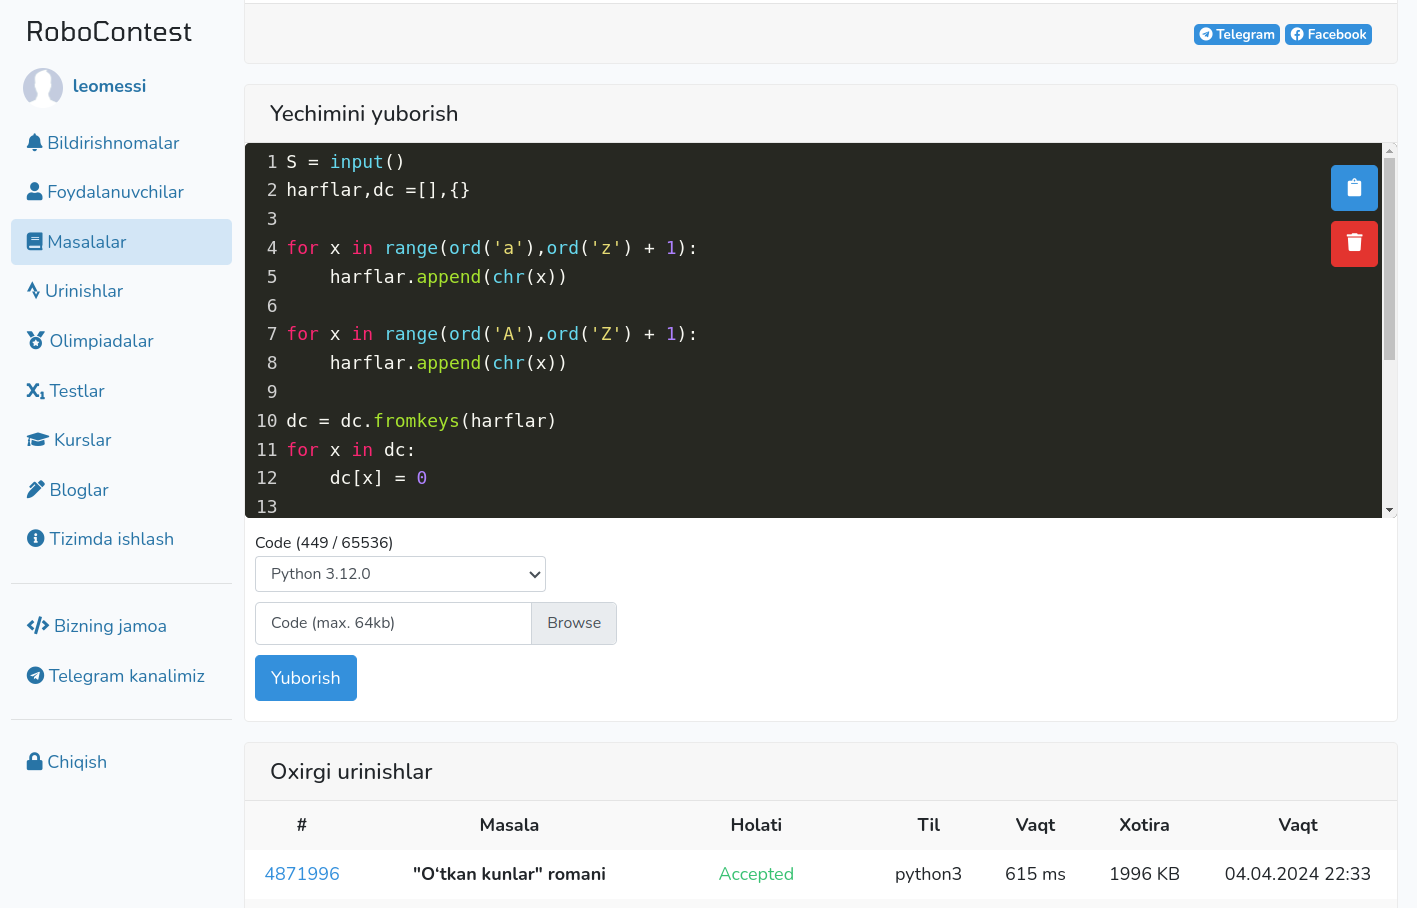 RoboContest
leomessi
Bildirishnomalar
Foydalanuvchilar
Masalalar
Urinishlar
Olimpiadalar
Testlar
Kurslar
Bloglar
Tizimda ishlash
Bizning jamoa
Telegram kanalimiz
Chiqish
Telegram Facebook
Yechimini yuborish
1 S = input()
2 harflar,dc =[],{}
3
4 for x in range(ord('a'),ord('z') + 1):
5     harflar.append(chr(x))
6
7 for x in range(ord('A'),ord('Z') + 1):
8     harflar.append(chr(x))
9
10 dc = dc.fromkeys(harflar)
11 for x in dc:
12     dc[x] = 0
13
Code (449 / 65536)
Python 3.12.0
Code (max. 64kb) Browse
Yuborish
Oxirgi urinishlar
# Masala Holati Til Vaqt Xotira Vaqt
4871996 "O‘tkan kunlar" romani Accepted python3 615 ms 1996 KB 04.04.2024 22:33